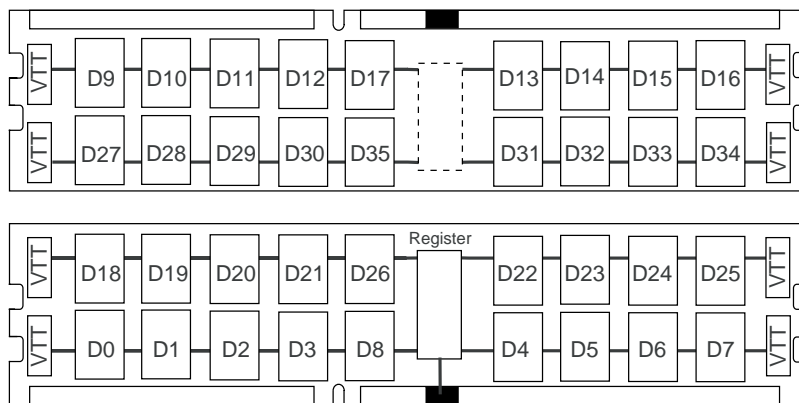 VTT D9 D10 D11 D12 D17 D13 D14 D15 D16 VTT
VTT D27 D28 D29 D30 D35 D31 D32 D33 D34 VTT
Register
VTT D18 D19 D20 D21 D26 D22 D23 D24 D25 VTT
VTT D0 D1 D2 D3 D8 D4 D5 D6 D7 VTT